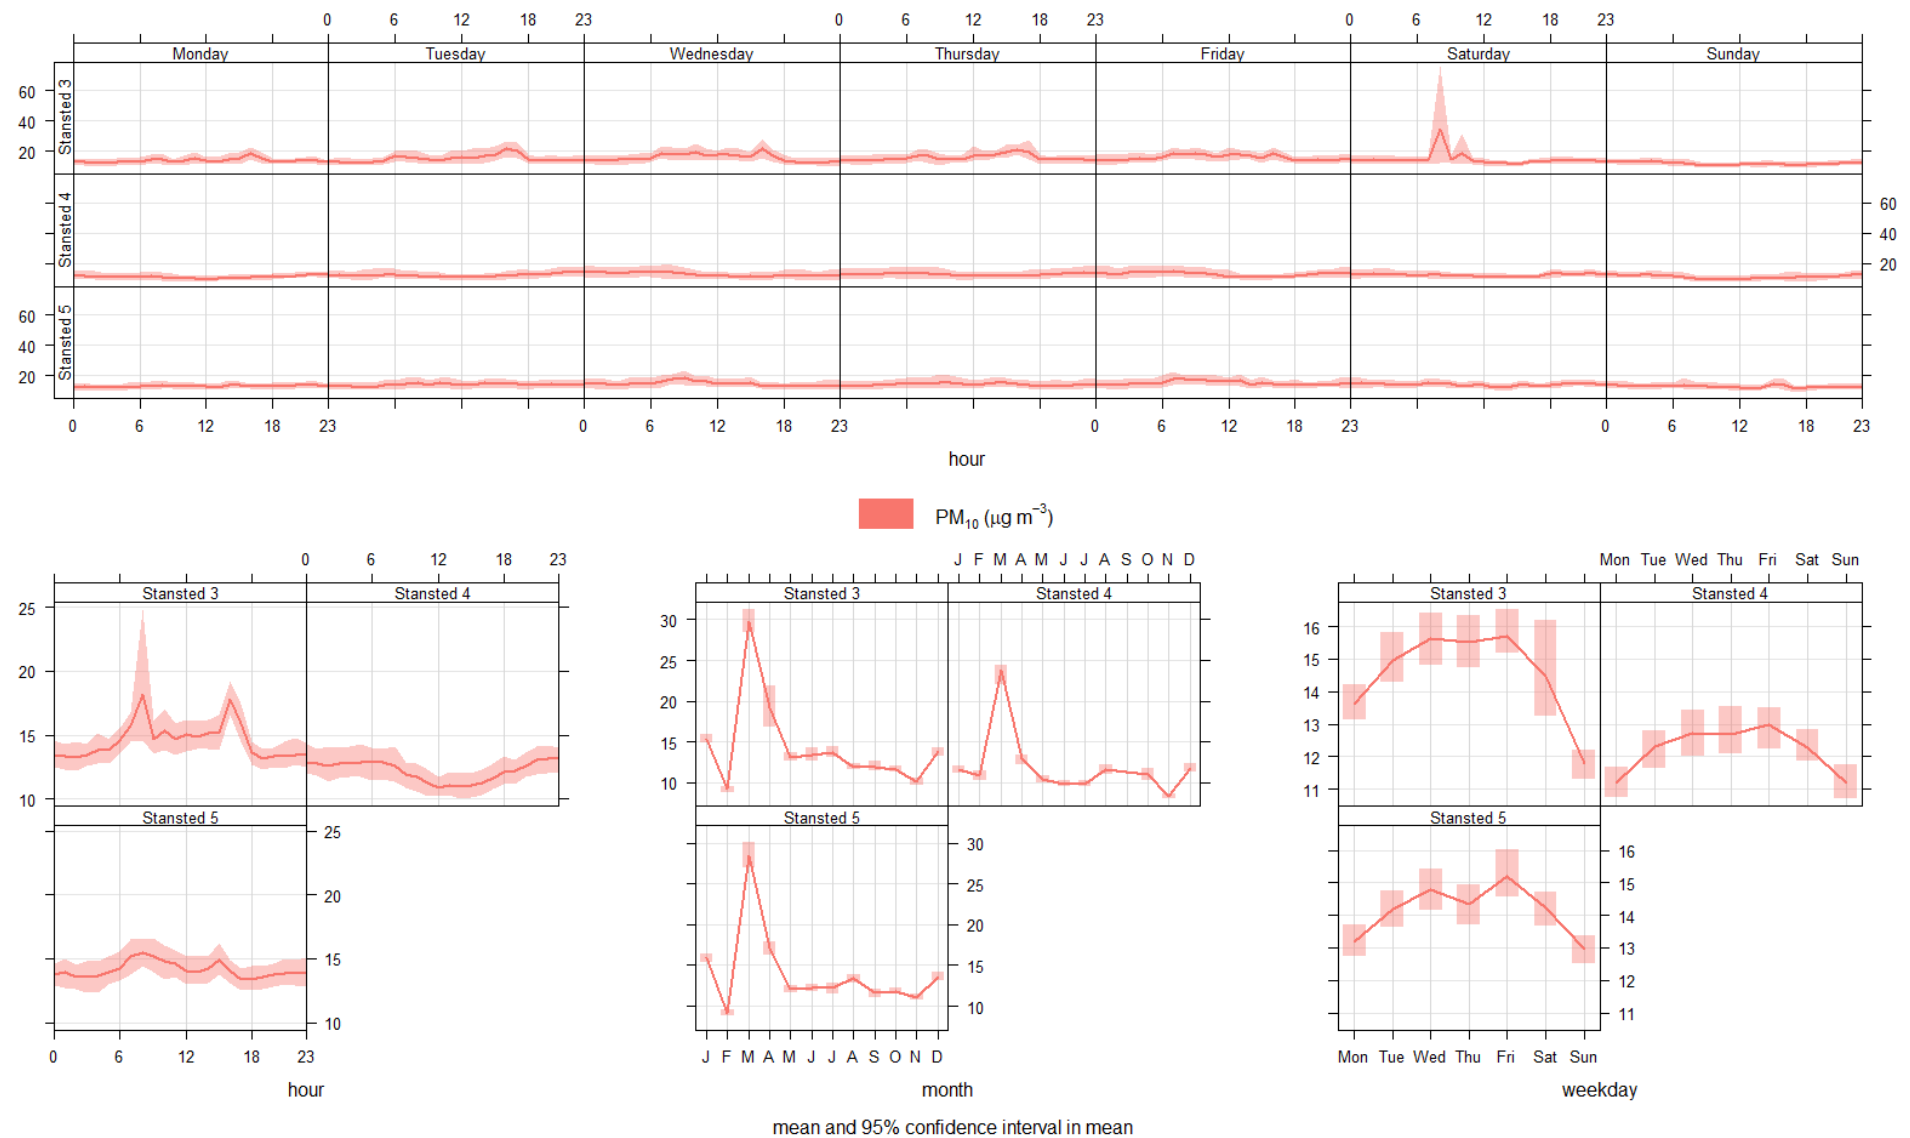 0 6 12 18 23 0 6 12 18 23 0 6 12 18 23
Monday Tuesday Wednesday Thursday Friday Saturday Sunday
Stansted 3
60
40
20
Stansted 4
60
40
20
Stansted 5
60
40
20
0 6 12 18 23 0 6 12 18 23 0 6 12 18 23 0 6 12 18 23
hour
PM10 (μg m−3)
0 6 12 18 23
Stansted 3 Stansted 4
25
20
15
10
Stansted 5
25
20
15
10
0 6 12 18 23
hour
J F M A M J J A S O N D
Stansted 3 Stansted 4
30
25
20
15
10
Stansted 5
30
25
20
15
10
J F M A M J J A S O N D
month
Mon Tue Wed Thu Fri Sat Sun
Stansted 3 Stansted 4
16
15
14
13
12
11
Stansted 5
16
15
14
13
12
11
Mon Tue Wed Thu Fri Sat Sun
weekday
mean and 95% confidence interval in mean